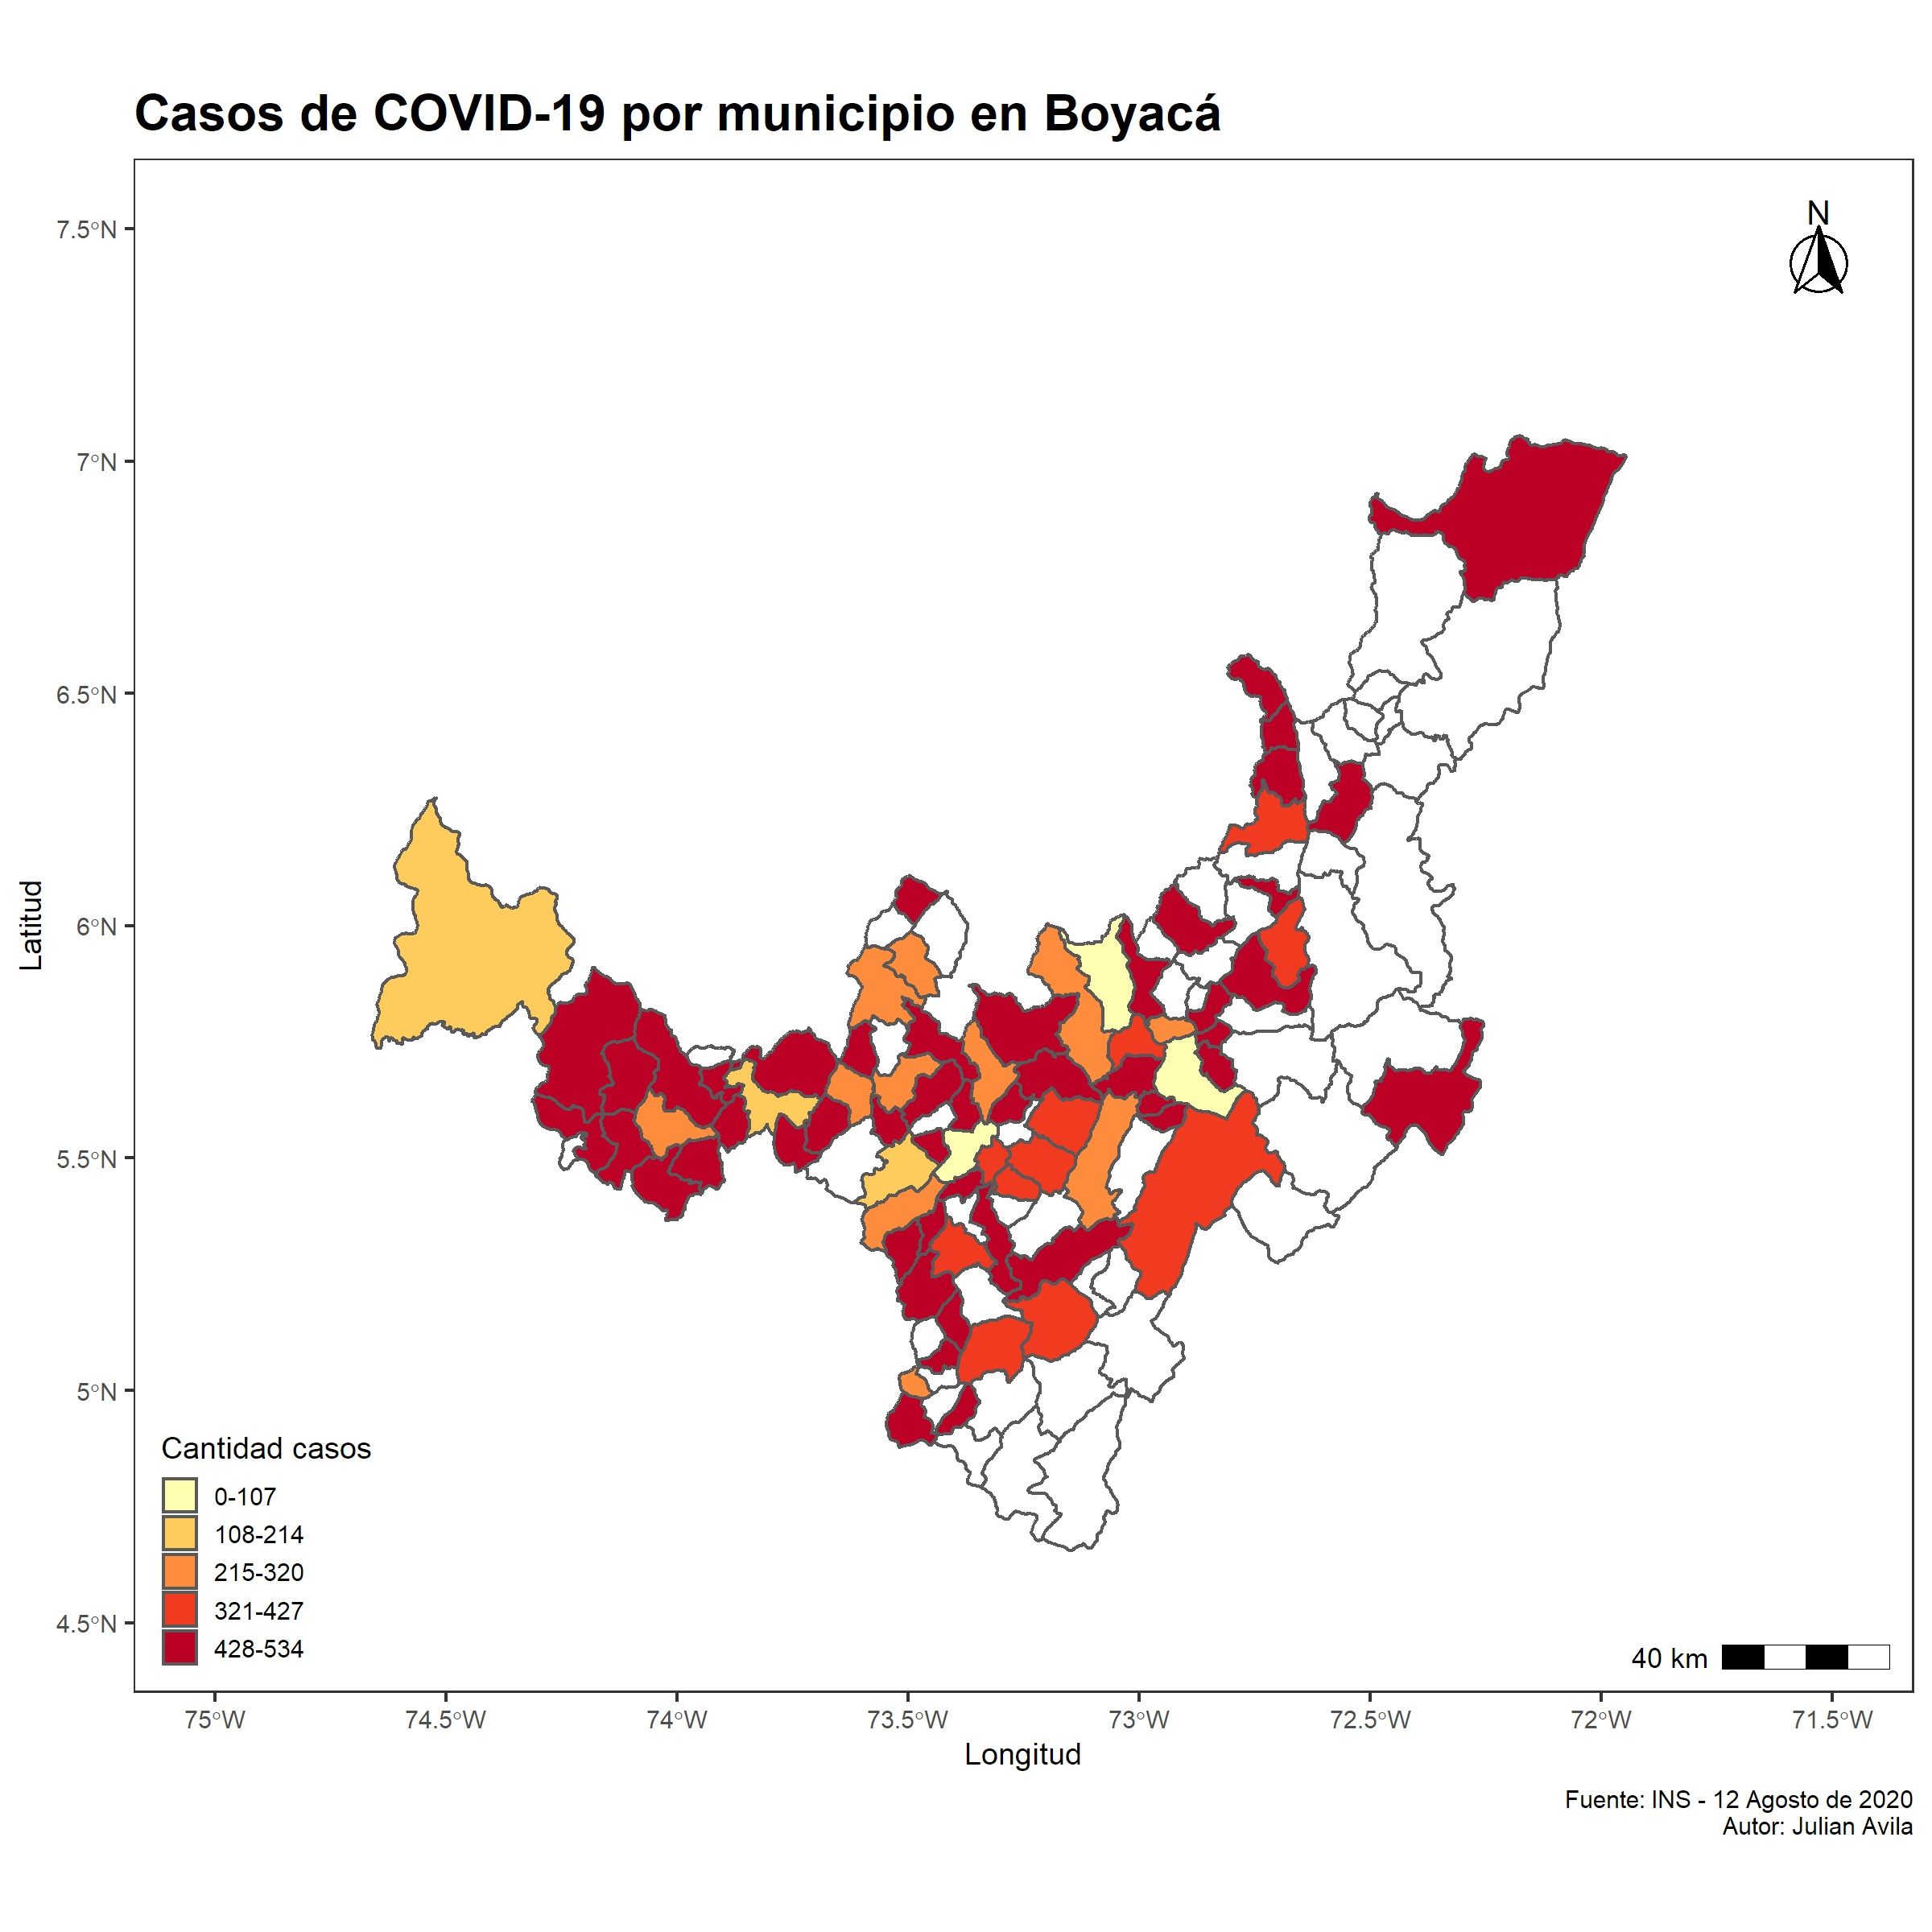 Casos de COVID-19 por municipio en Boyacá
N
7.5°N
7°N
6.5°N
6°N
5.5°N
5°N
4.5°N
Latitud
Cantidad casos
0-107
108-214
215-320
321-427
428-534
40 km
75°W
74.5°W
74°W
73.5°W
73°W
72.5°W
72°W
71.5°W
Longitud
Fuente: INS - 12 Agosto de 2020
Autor: Julian Avila